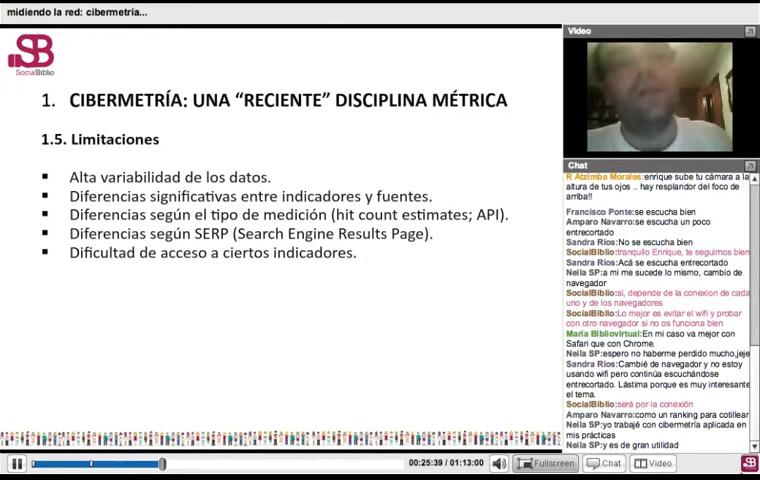 midiendo la red: cibermetría...
SB
SocialBiblio
1. CIBERMETRÍA: UNA “RECIENTE” DISCIPLINA MÉTRICA
1.5. Limitaciones
▪ Alta variabilidad de los datos.
▪ Diferencias significativas entre indicadores y fuentes.
▪ Diferencias según el tipo de medición (hit count estimates; API).
▪ Diferencias según SERP (Search Engine Results Page).
▪ Dificultad de acceso a ciertos indicadores.
Video
Chat
R Atzimba Morales:enrique sube tu cámara a la
altura de tus ojos .. hay resplandor del foco de
arriba!!
Francisco Ponte:se escucha bien
Amparo Navarro:se escucha un poco
entrecortado
Sandra Ríos:No se escucha bien
SocialBiblio:tranquilo Enrique, te seguimos bien
Sandra Ríos:Acá se escucha entrecortado
Neila SP:a mi me sucede lo mismo, cambio de
navegador
SocialBiblio:si, depende de la conexion de cada
uno y de los navegadores
SocialBiblio:Lo mejor es evitar el wifi y probar
con otro navegador si no os funciona bien
María Bibliovirtual:En mi caso va mejor con
Safari que con Chrome.
Neila SP:espero no haberme perdido mucho,jeje
Sandra Ríos:Cambié de navegador y no estoy
usando wifi pero continúa escuchándose
entrecortado. Lástima porque es muy interesante
el tema.
SocialBiblio:será por la conexión
Amparo Navarro:como un ranking para cotillear
Neila SP:yo trabajé con cibermetría aplicada en
mis prácticas
Neila SP:y es de gran utilidad
00:25:39 / 01:13:00
Fullscreen
Chat
Video
SB